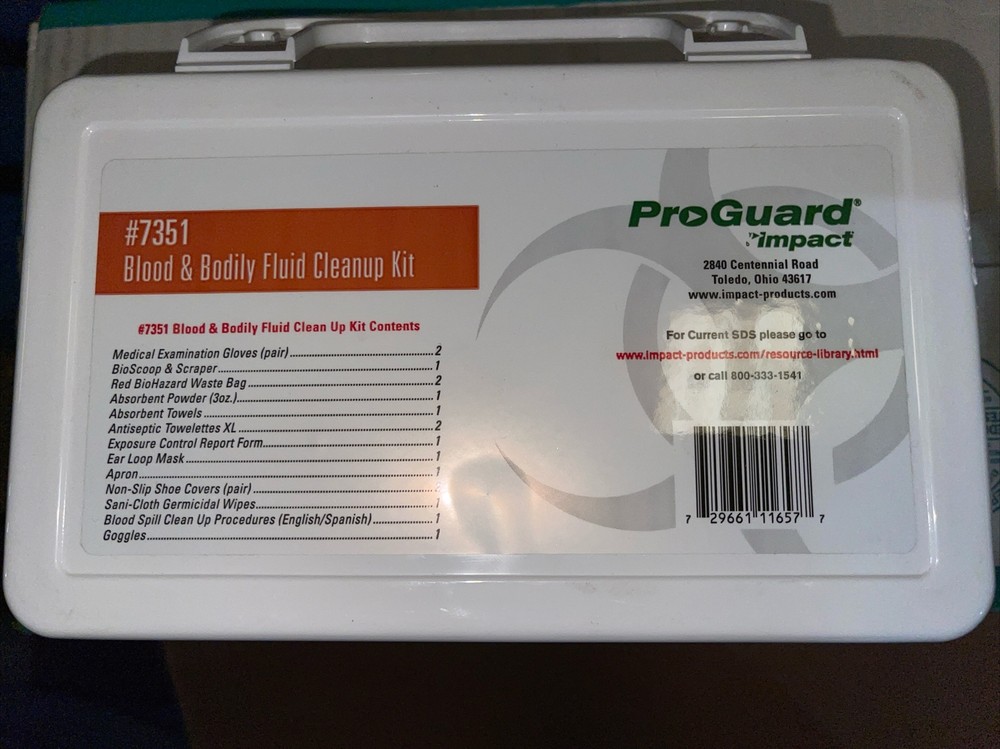 #7351
Blood & Bodily Fluid Cleanup Kit
#7351 Blood & Bodily Fluid Clean Up Kit Contents
Medical Examination Gloves (pair)..........2
BioScoop & Scraper..........1
Red BioHazard Waste Bag..........2
Absorbent Powder (3oz.)..........1
Absorbent Towels..........1
Antiseptic Towelettes XL..........2
Exposure Control Report Form..........1
Ear Loop Mask..........1
Apron..........1
Non-Slip Shoe Covers (pair)..........
Sani-Cloth Germicidal Wipes..........1
Blood Spill Clean Up Procedures (English/Spanish)..........1
Goggles..........1
ProGuard®
by impact®
2840 Centennial Road
Toledo, Ohio 43617
www.impact-products.com
For Current SDS please go to
www.impact-products.com/resource-library.html
or call 800-333-1541
7 29661 11657 7